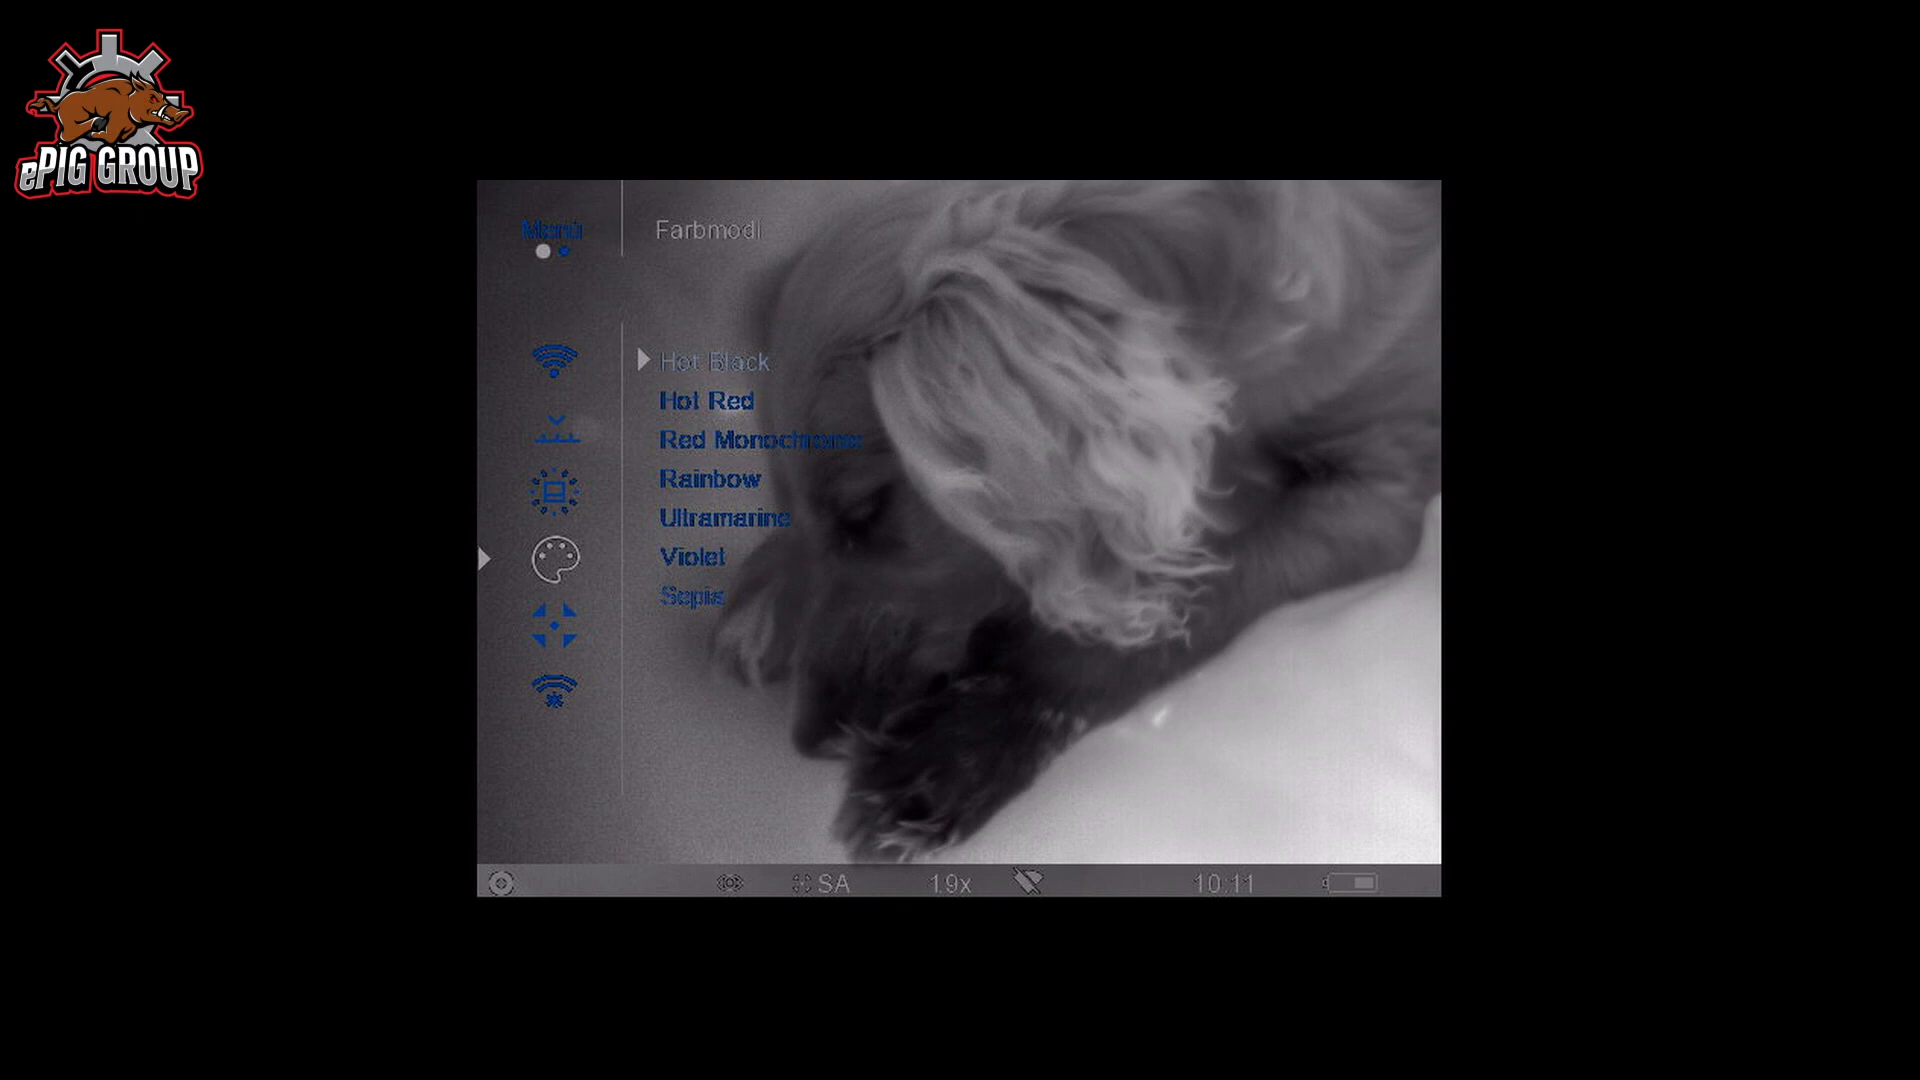 ePIG GROUP
Menü
Farbmodi
Hot Black
Hot Red
Red Monochrome
Rainbow
Ultramarine
Violet
Sepia
SA
1.9x
10:11